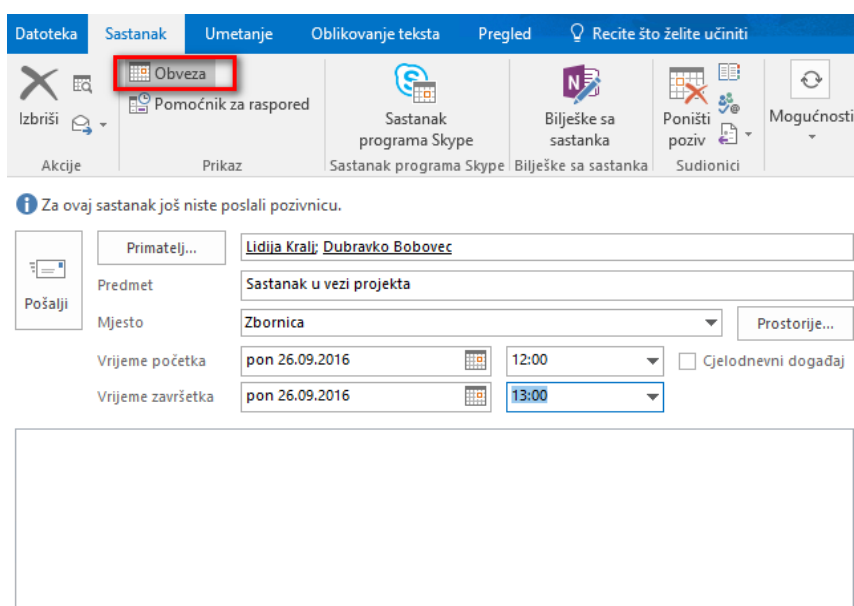 Datoteka Sastanak Umetanje Oblikovanje teksta Pregled Recite što želite učiniti
Izbriši
Akcije
Obveza
Pomoćnik za raspored
Prikaz
Sastanak
programa Skype
Sastanak programa Skype
Bilješke sa
sastanka
Bilješke sa sastanka
Poništi
poziv
Sudionici
Mogućnosti
Za ovaj sastanak još niste poslali pozivnicu.
Pošalji
Primatelj... Lidija Kralj; Dubravko Bobovec
Predmet Sastanak u vezi projekta
Mjesto Zbornica Prostorije...
Vrijeme početka pon 26.09.2016 12:00 Cjelodnevni događaj
Vrijeme završetka pon 26.09.2016 13:00